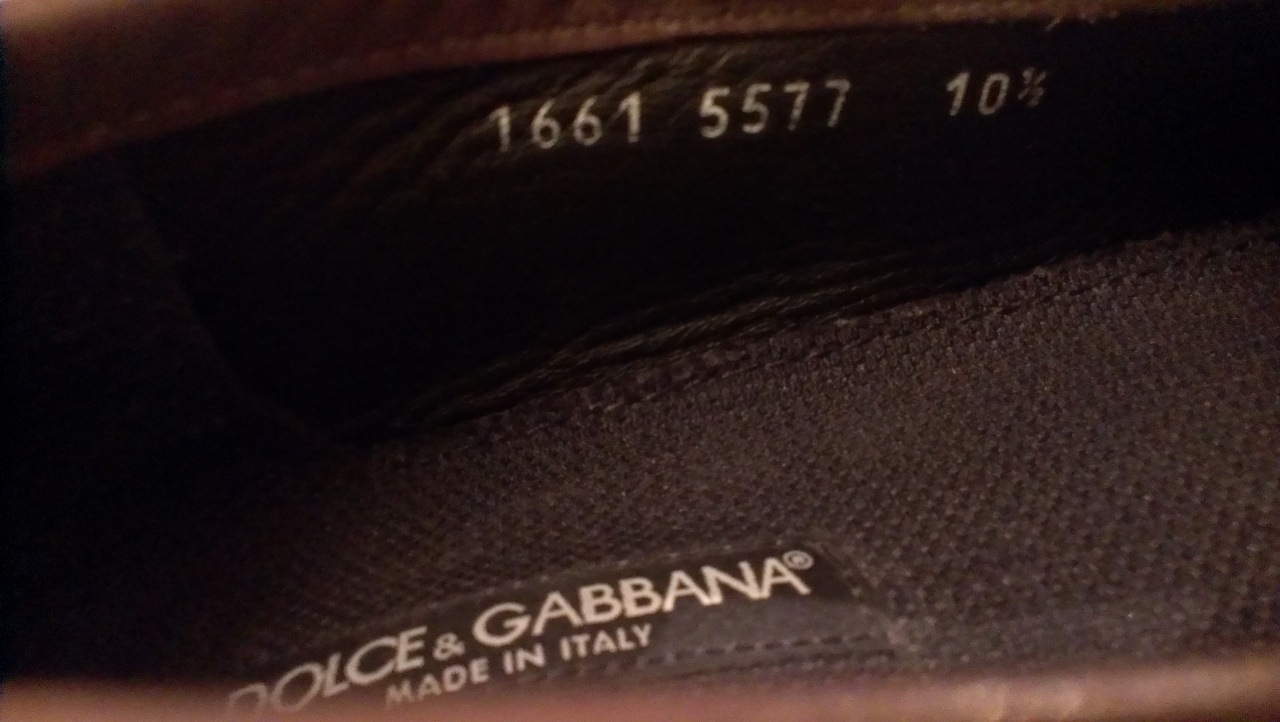 1661 5577 10½
DOLCE & GABBANA®
MADE IN ITALY